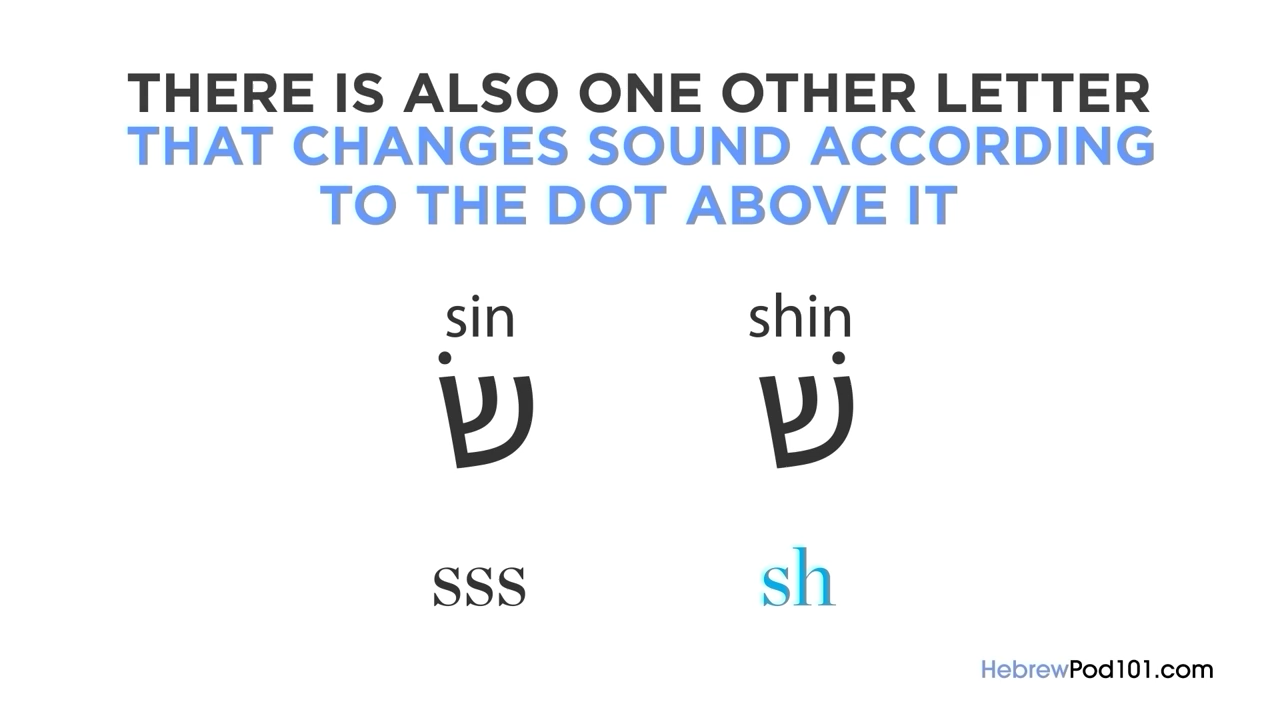 THERE IS ALSO ONE OTHER LETTER
THAT CHANGES SOUND ACCORDING
TO THE DOT ABOVE IT
sin shin
שׂ שׁ
sss sh
HebrewPod101.com